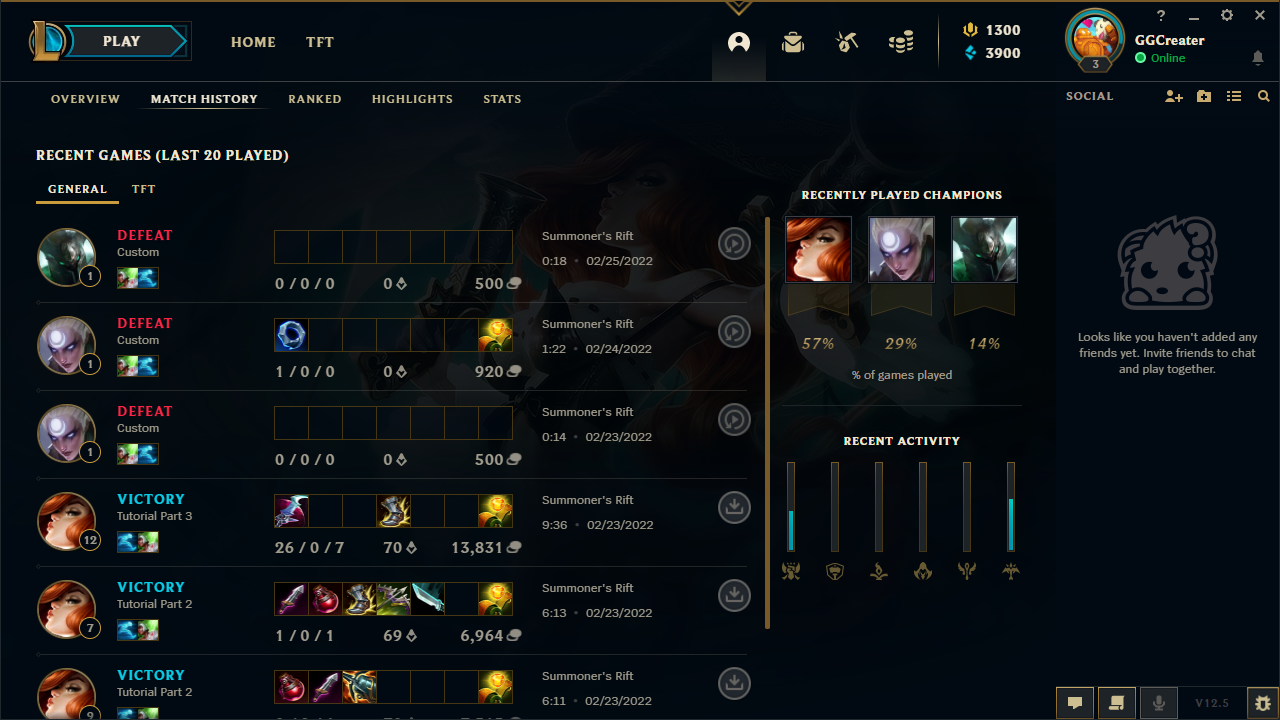 PLAY
HOME
TFT
1300
3900
?
GGCreater
Online
3
OVERVIEW
MATCH HISTORY
RANKED
HIGHLIGHTS
STATS
SOCIAL
RECENT GAMES (LAST 20 PLAYED)
GENERAL
TFT
DEFEAT
Custom
1
0 / 0 / 0
0
500
Summoner's Rift
0:18 • 02/25/2022
DEFEAT
Custom
1
1 / 0 / 0
0
920
Summoner's Rift
1:22 • 02/24/2022
DEFEAT
Custom
1
0 / 0 / 0
0
500
Summoner's Rift
0:14 • 02/23/2022
VICTORY
Tutorial Part 3
12
26 / 0 / 7
70
13,831
Summoner's Rift
9:36 • 02/23/2022
VICTORY
Tutorial Part 2
7
1 / 0 / 1
69
6,964
Summoner's Rift
6:13 • 02/23/2022
VICTORY
Tutorial Part 2
9
Summoner's Rift
6:11 • 02/23/2022
RECENTLY PLAYED CHAMPIONS
57%
29%
14%
% of games played
RECENT ACTIVITY
Looks like you haven't added any
friends yet. Invite friends to chat
and play together.
V12.5